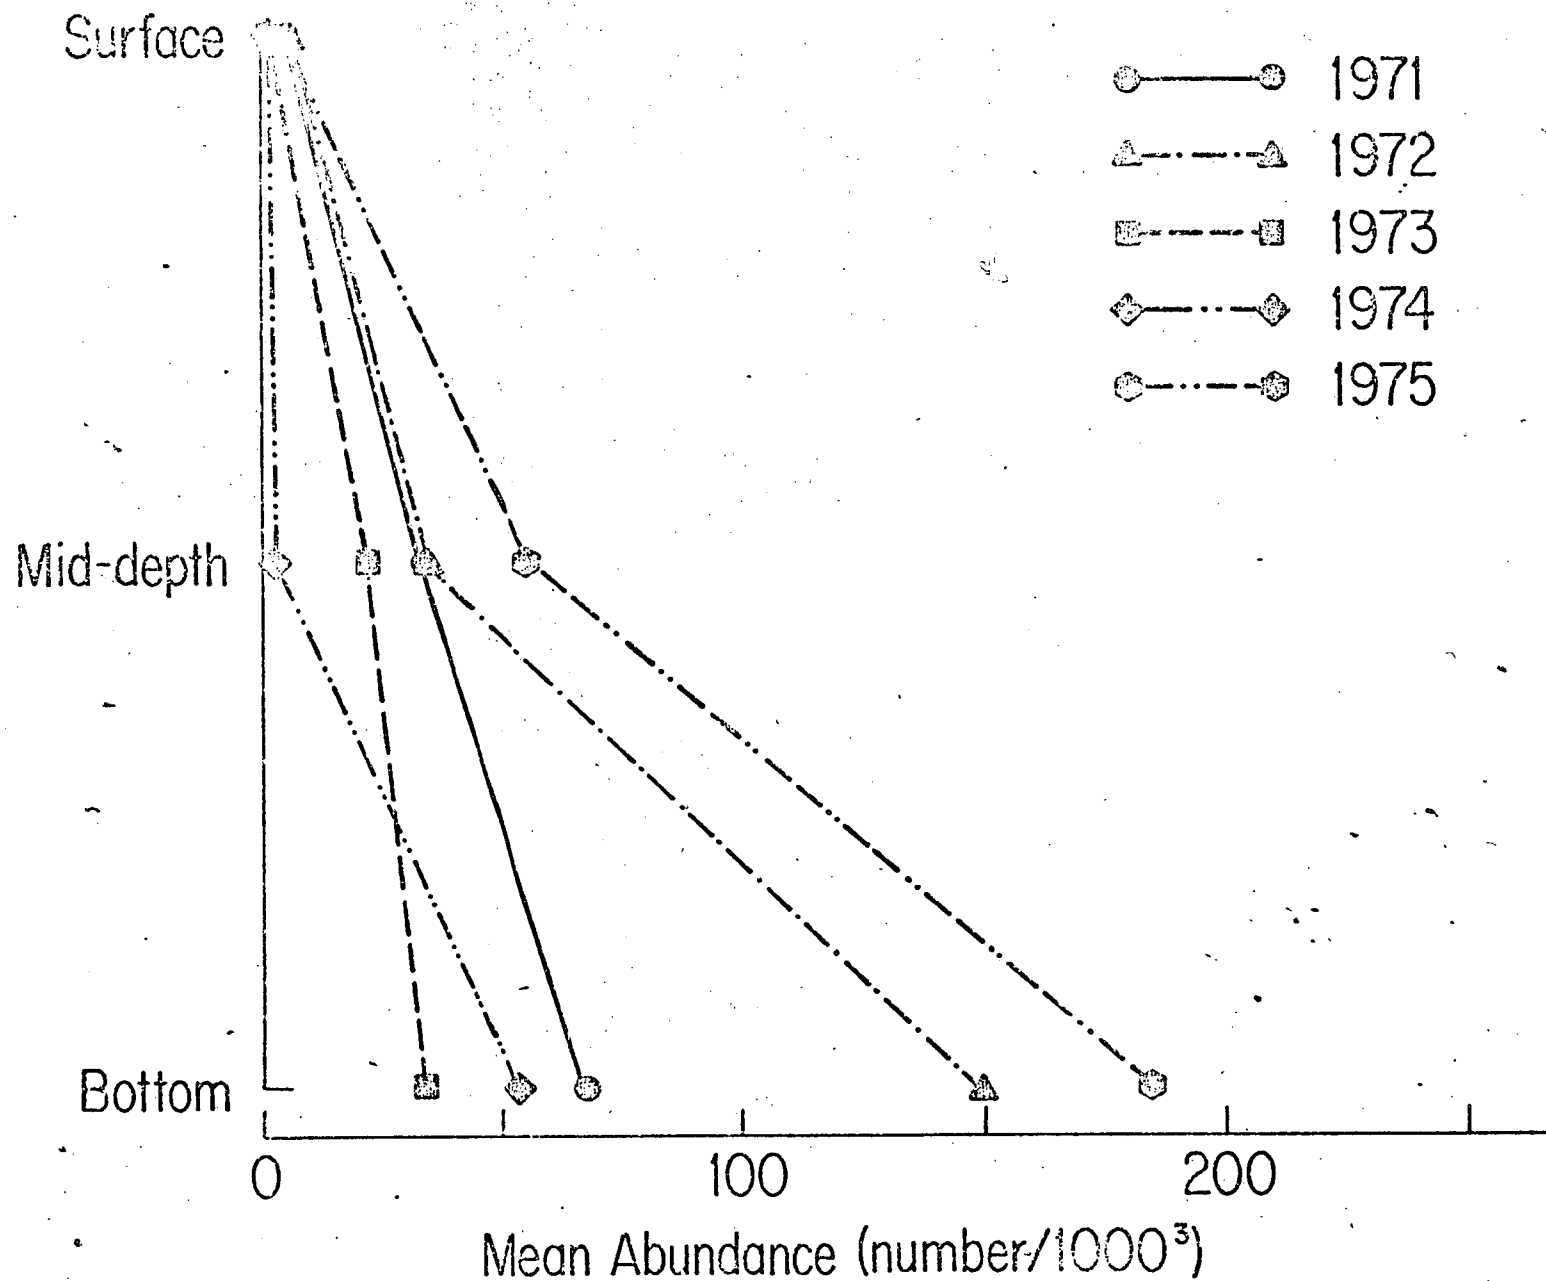 Surface
1971
1972
1973
1974
1975
Mid-depth
Bottom
0 100 200
Mean Abundance (number/1000³)